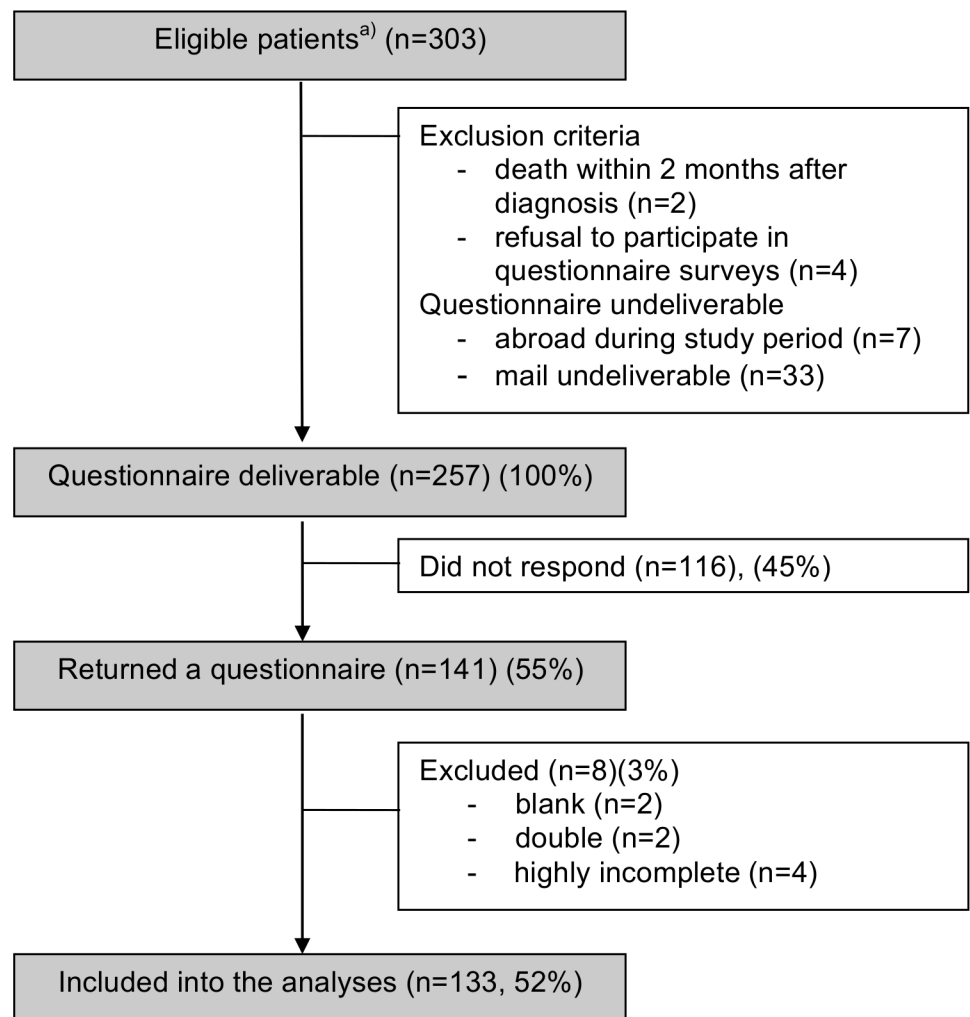 Eligible patientsᵃ⁾ (n=303)
Exclusion criteria
- death within 2 months after
diagnosis (n=2)
- refusal to participate in
questionnaire surveys (n=4)
Questionnaire undeliverable
- abroad during study period (n=7)
- mail undeliverable (n=33)
Questionnaire deliverable (n=257) (100%)
Did not respond (n=116), (45%)
Returned a questionnaire (n=141) (55%)
Excluded (n=8)(3%)
- blank (n=2)
- double (n=2)
- highly incomplete (n=4)
Included into the analyses (n=133, 52%)